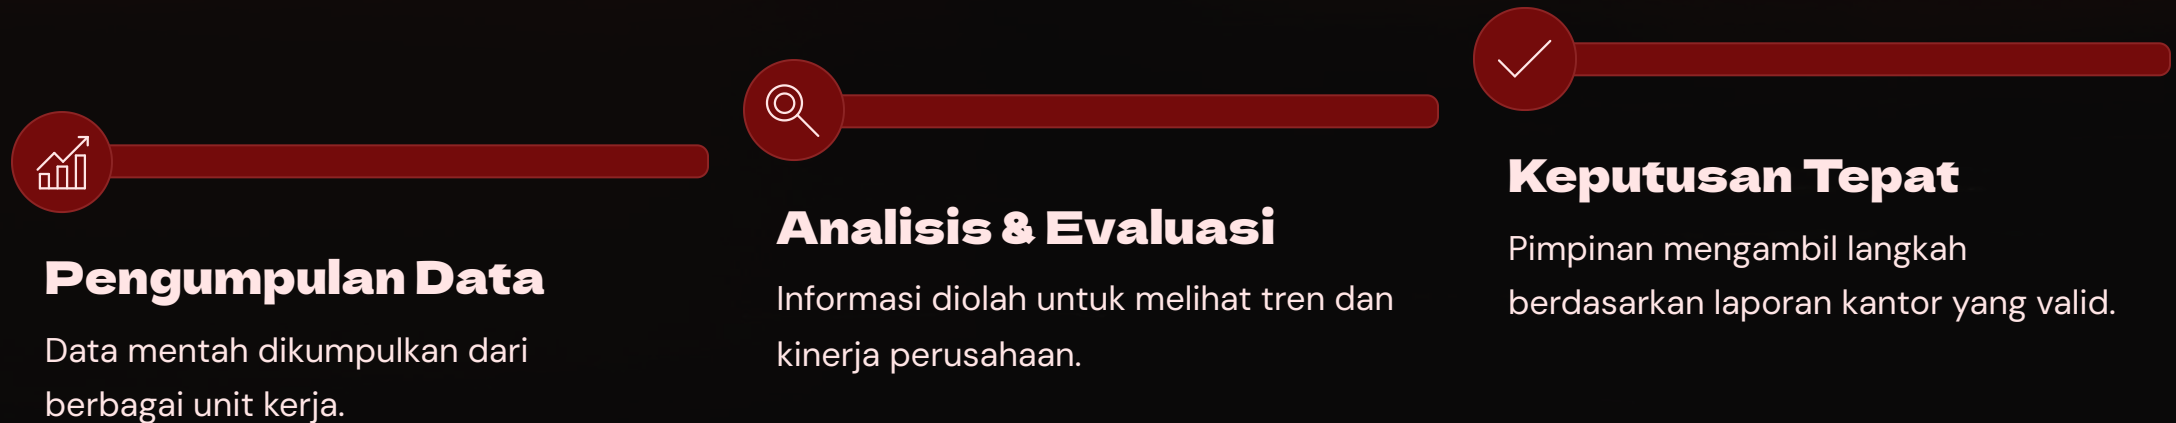 Pengumpulan Data
Data mentah dikumpulkan dari
berbagai unit kerja.
Analisis & Evaluasi
Informasi diolah untuk melihat tren dan
kinerja perusahaan.
Keputusan Tepat
Pimpinan mengambil langkah
berdasarkan laporan kantor yang valid.